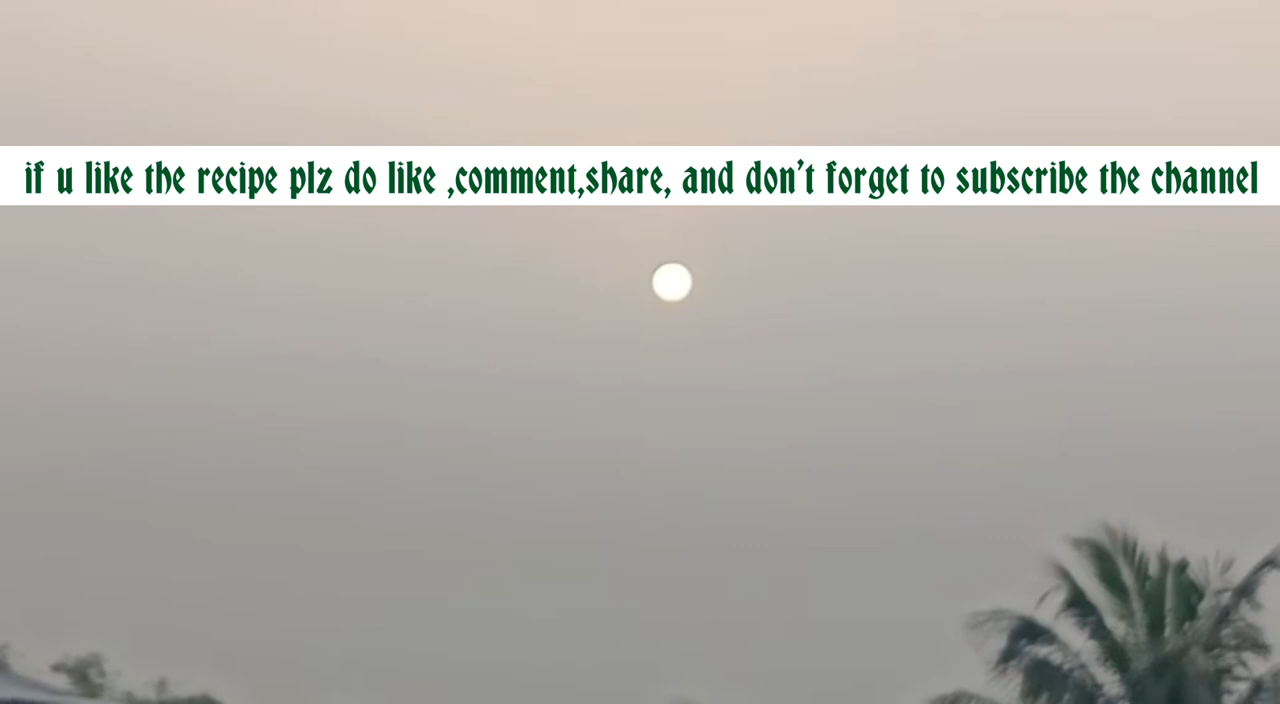 if u like the recipe plz do like ,comment,share, and don't forget to subscribe the channel